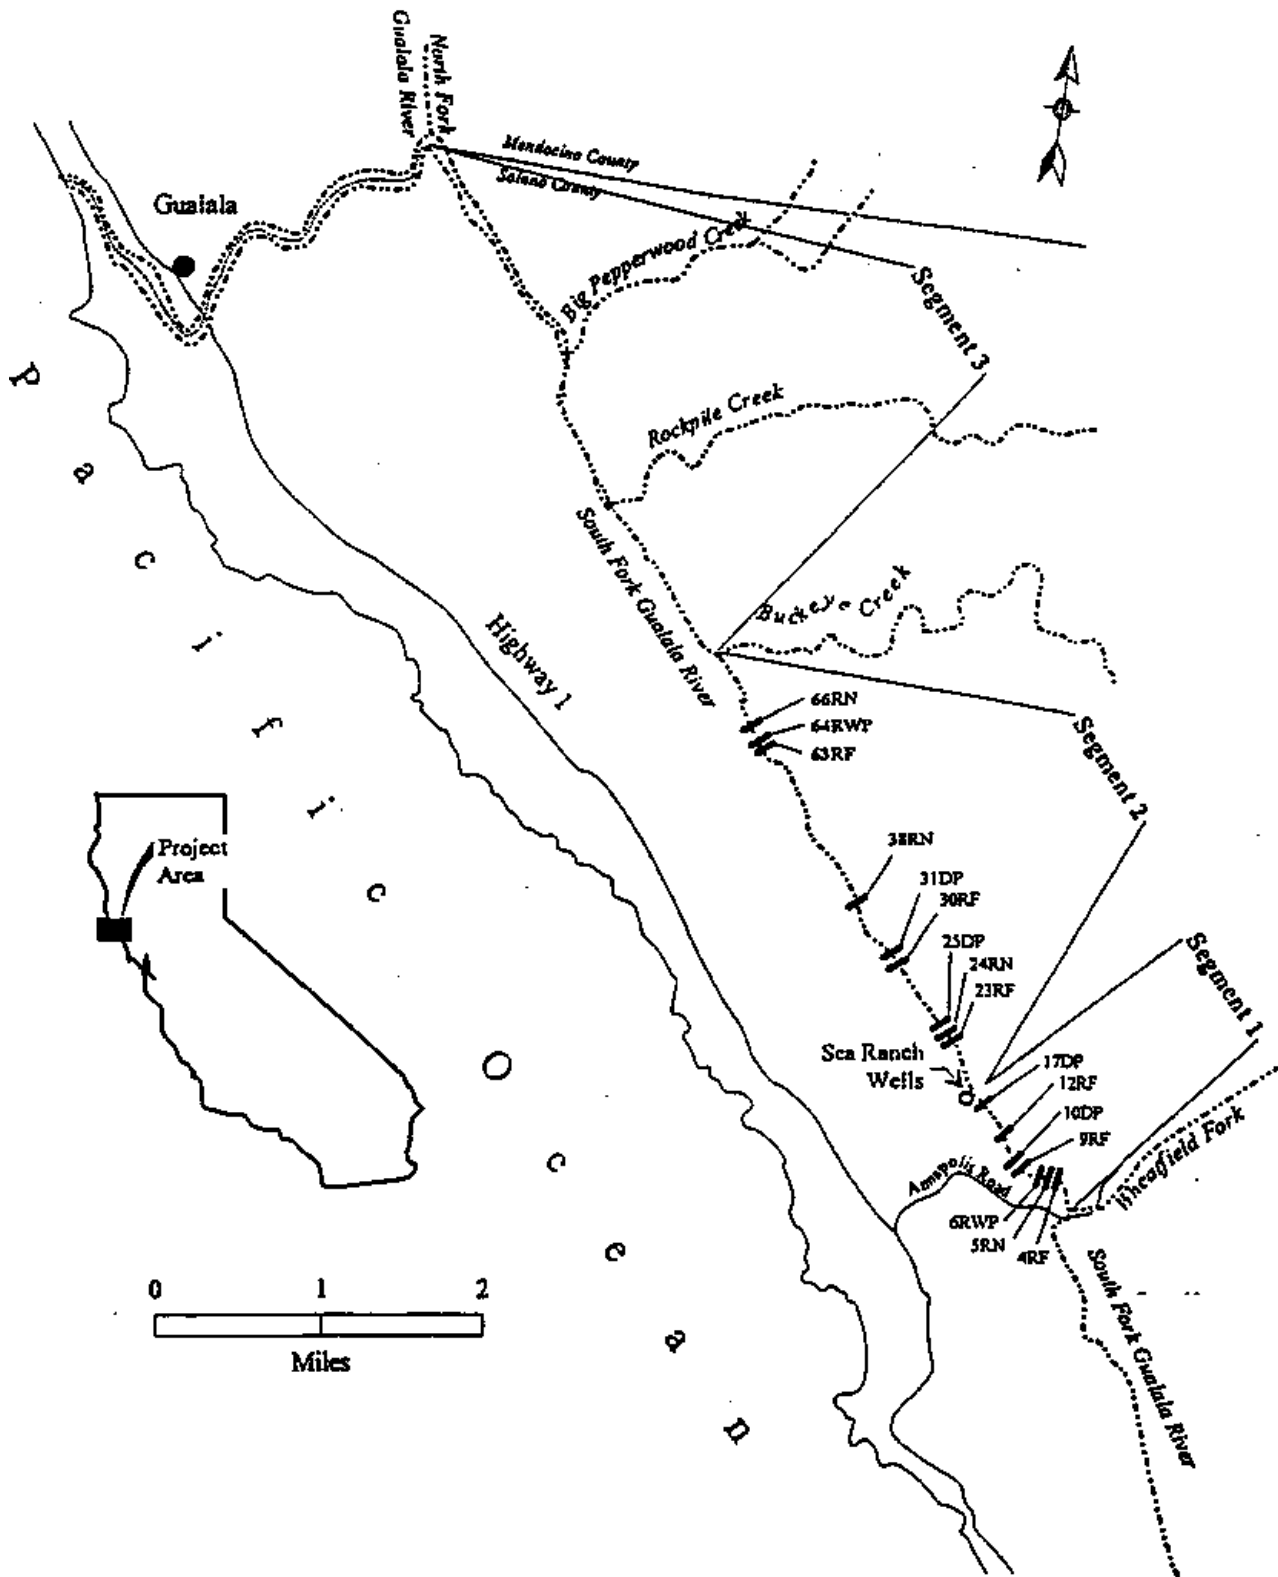 North Fork
Gualala River
Mendocino County
Solano County
Gualala
Big Pepperwood Creek
Segment 3
Rockpile Creek
South Fork Gualala River
Buckeye Creek
Highway 1
66RN
64RWP
63RF
Segment 2
38RN
31DP
30RF
25DP
24RN
23RF
Segment 1
Sea Ranch
Wells
17DP
12RF
10DP
9RF
Annapolis Road
Wheatfield Fork
6RWP
5RN
4RF
South Fork Gualala River
Pacific Ocean
Project
Area
0 1 2
Miles